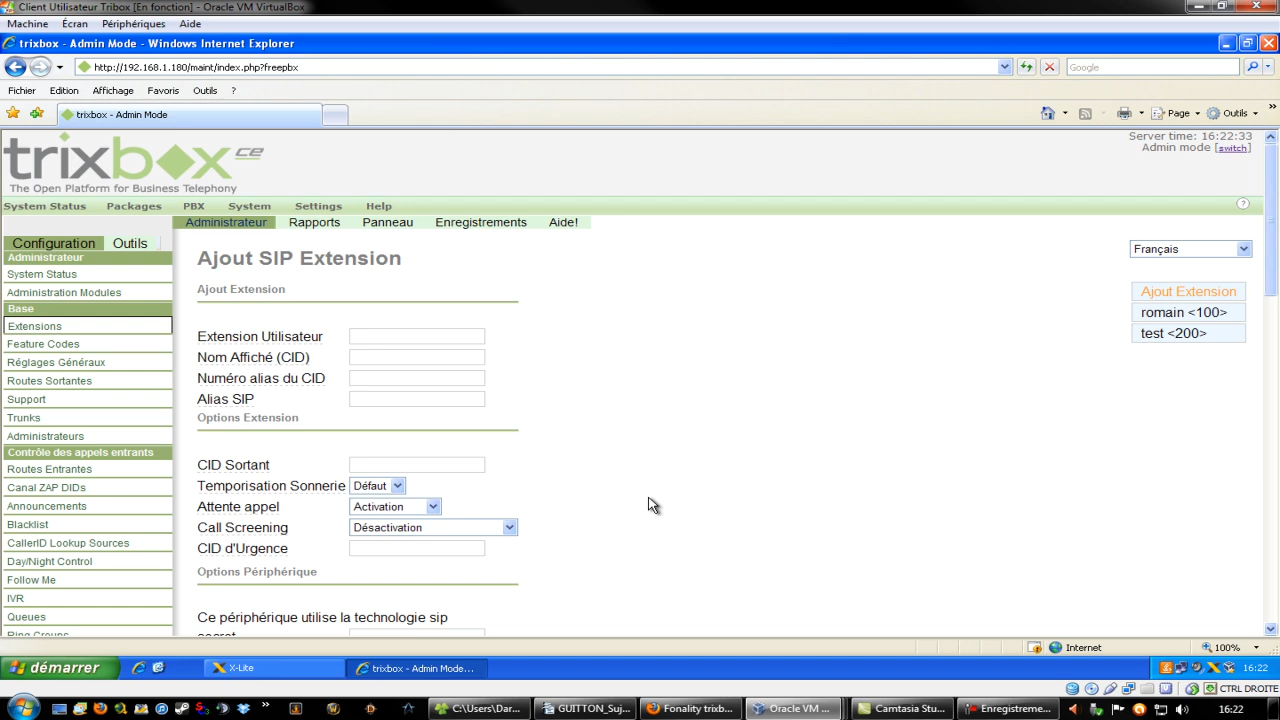 Client Utilisateur Tribox [En fonction] - Oracle VM VirtualBox
Machine Écran Périphériques Aide
trixbox - Admin Mode - Windows Internet Explorer
http://192.168.1.180/maint/index.php?freepbx
Google
Fichier Edition Affichage Favoris Outils ?
trixbox - Admin Mode
Page Outils
trixbox ce
The Open Platform for Business Telephony
Server time: 16:22:33
Admin mode [switch]
System Status Packages PBX System Settings Help
Administrateur Rapports Panneau Enregistrements Aide!
Configuration Outils
Administrateur
System Status
Administration Modules
Base
Extensions
Feature Codes
Réglages Généraux
Routes Sortantes
Support
Trunks
Administrateurs
Contrôle des appels entrants
Routes Entrantes
Canal ZAP DIDs
Announcements
Blacklist
CallerID Lookup Sources
Day/Night Control
Follow Me
IVR
Queues
Ring Groups
Ajout SIP Extension
Ajout Extension
Extension Utilisateur
Nom Affiché (CID)
Numéro alias du CID
Alias SIP
Options Extension
CID Sortant
Temporisation Sonnerie Défaut
Attente appel Activation
Call Screening Désactivation
CID d'Urgence
Options Périphérique
Ce périphérique utilise la technologie sip
secret
Français
Ajout Extension
romain <100>
test <200>
Internet 100%
démarrer X-Lite trixbox - Admin Mode... 16:22
CTRL DROITE
C:\Users\Dar... GUITTON_Suj... Fonality trixb... Oracle VM ... Camtasia Stu... Enregistreme... FR 16:22